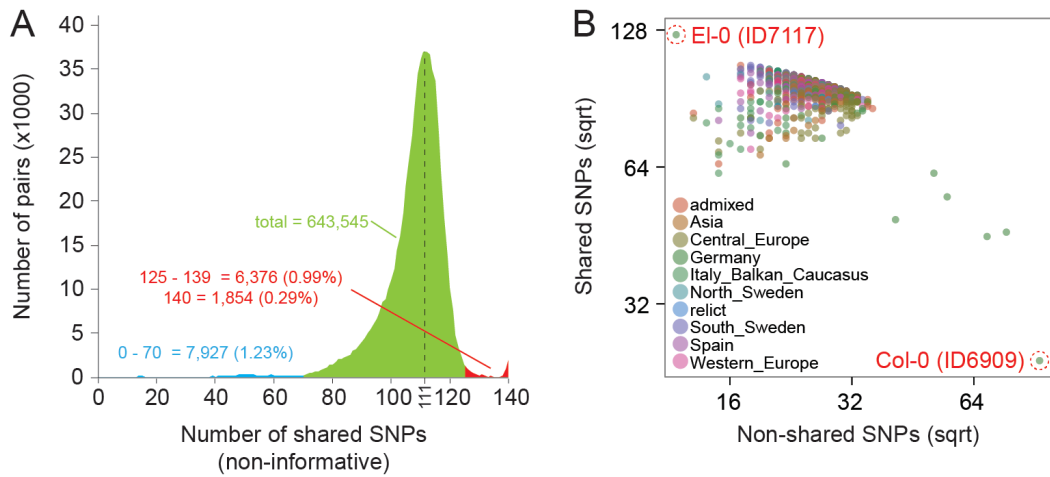 A
Number of pairs (x1000)
40
35
30
25
20
15
10
5
0
total = 643,545
125 - 139 = 6,376 (0.99%)
140 = 1,854 (0.29%)
0 - 70 = 7,927 (1.23%)
0
20
40
60
80
100
111
120
140
Number of shared SNPs
(non-informative)
B
Shared SNPs (sqrt)
128
64
32
El-0 (ID7117)
admixed
Asia
Central_Europe
Germany
Italy_Balkan_Caucasus
North_Sweden
relict
South_Sweden
Spain
Western_Europe
Col-0 (ID6909)
16
32
64
Non-shared SNPs (sqrt)